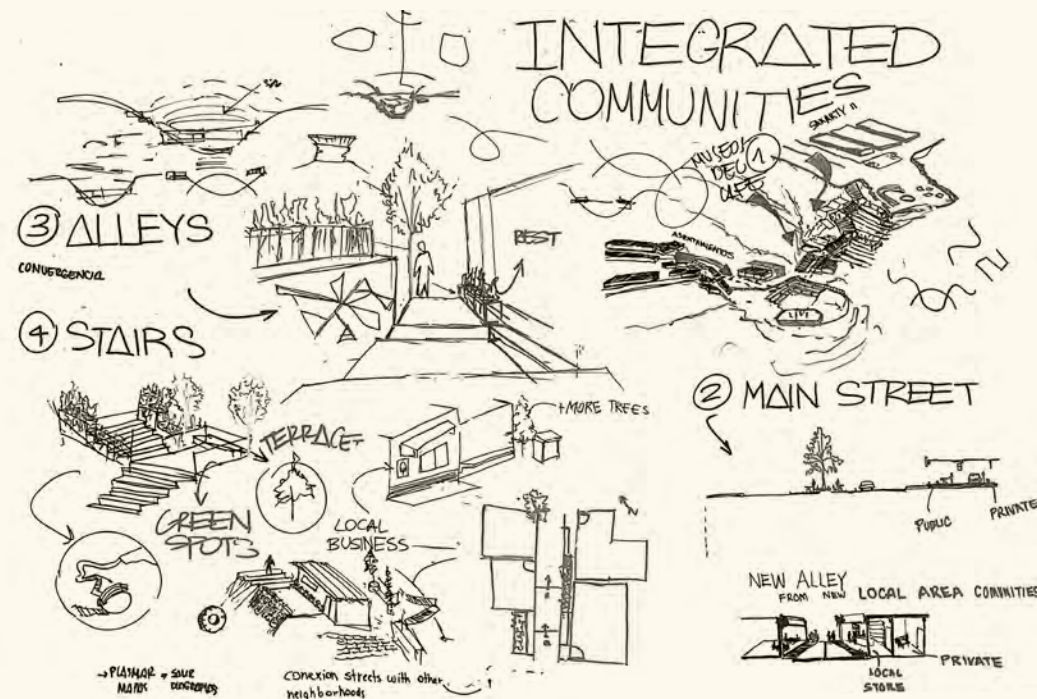 INTEGRATED
COMMUNITIES
1
MUSEO
DEL
CAFE
ASENTAMIENTOS
3 ALLEYS
CONVERGENCIA
REST
4 STAIRS
TERRACE
GREEN
SPOTS
+MORE TREES
LOCAL
BUSINESS
2 MAIN STREET
PUBLIC
PRIVATE
NEW ALLEY
FROM NEW LOCAL AREA COMMITIES
PRIVATE
LOCAL
STORE
N
conexion streets with other
neighborhoods